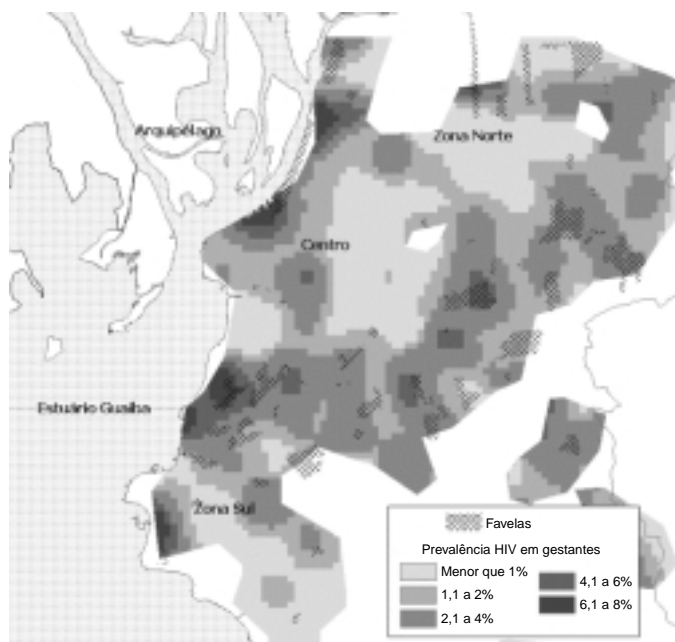 Arquipélago
Zona Norte
Centro
Estuário Guaíba
Zona Sul
Favelas
Prevalência HIV em gestantes
Menor que 1%
1,1 a 2%
2,1 a 4%
4,1 a 6%
6,1 a 8%